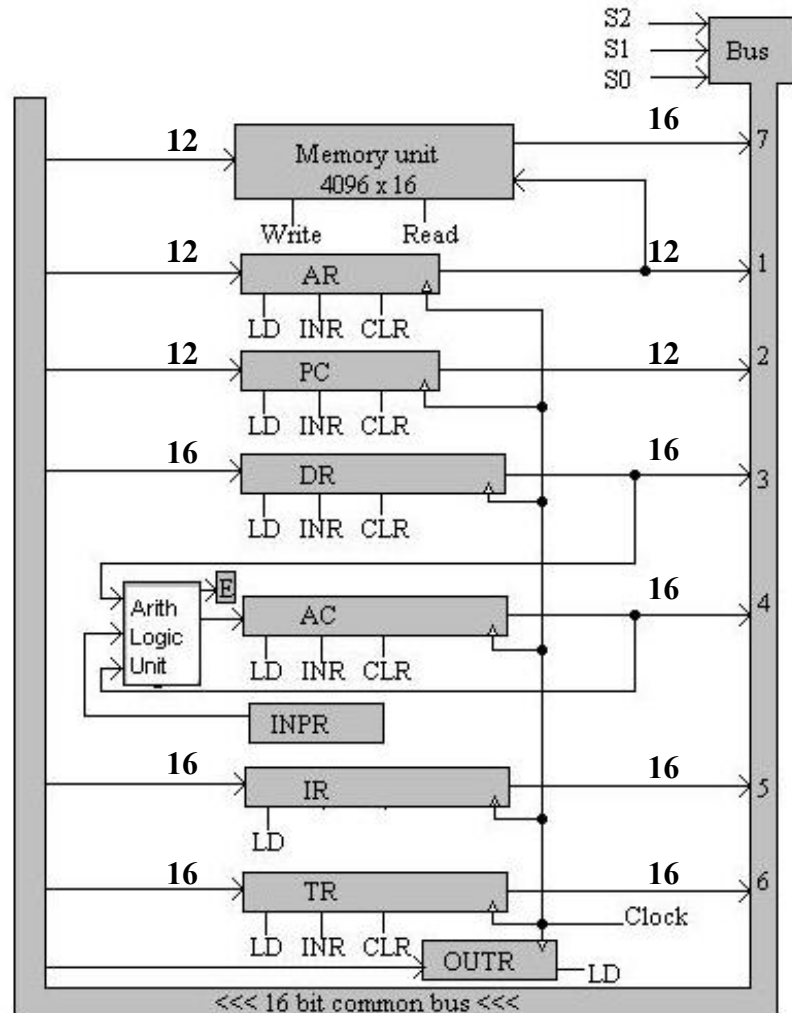 S2
S1
S0
Bus
12
Memory unit
4096 x 16
16
7
Write
Read
12
AR
12
1
LD INR CLR
12
PC
12
2
LD INR CLR
16
DR
16
3
LD INR CLR
E
Arith
Logic
Unit
AC
16
4
LD INR CLR
INPR
16
IR
16
5
LD
16
TR
16
6
LD INR CLR
Clock
OUTR
LD
<<< 16 bit common bus <<<